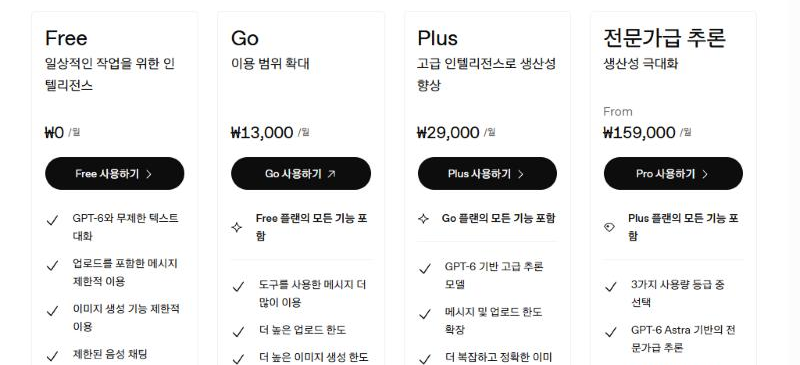 Free
일상적인 작업을 위한 인
텔리전스
₩0 /월
Free 사용하기
GPT-6와 무제한 텍스트
대화
업로드를 포함한 메시지
제한적 이용
이미지 생성 기능 제한적
이용
제한된 음성 채팅
Go
이용 범위 확대
₩13,000 /월
Go 사용하기
Free 플랜의 모든 기능 포
함
도구를 사용한 메시지 더
많이 이용
더 높은 업로드 한도
더 높은 이미지 생성 한도
Plus
고급 인텔리전스로 생산성
향상
₩29,000 /월
Plus 사용하기
Go 플랜의 모든 기능 포함
GPT-6 기반 고급 추론
모델
메시지 및 업로드 한도
확장
더 복잡하고 정확한 이미
전문가급 추론
생산성 극대화
From
₩159,000 /월
Pro 사용하기
Plus 플랜의 모든 기능 포
함
3가지 사용량 등급 중
선택
GPT-6 Astra 기반의 전
문가급 추론